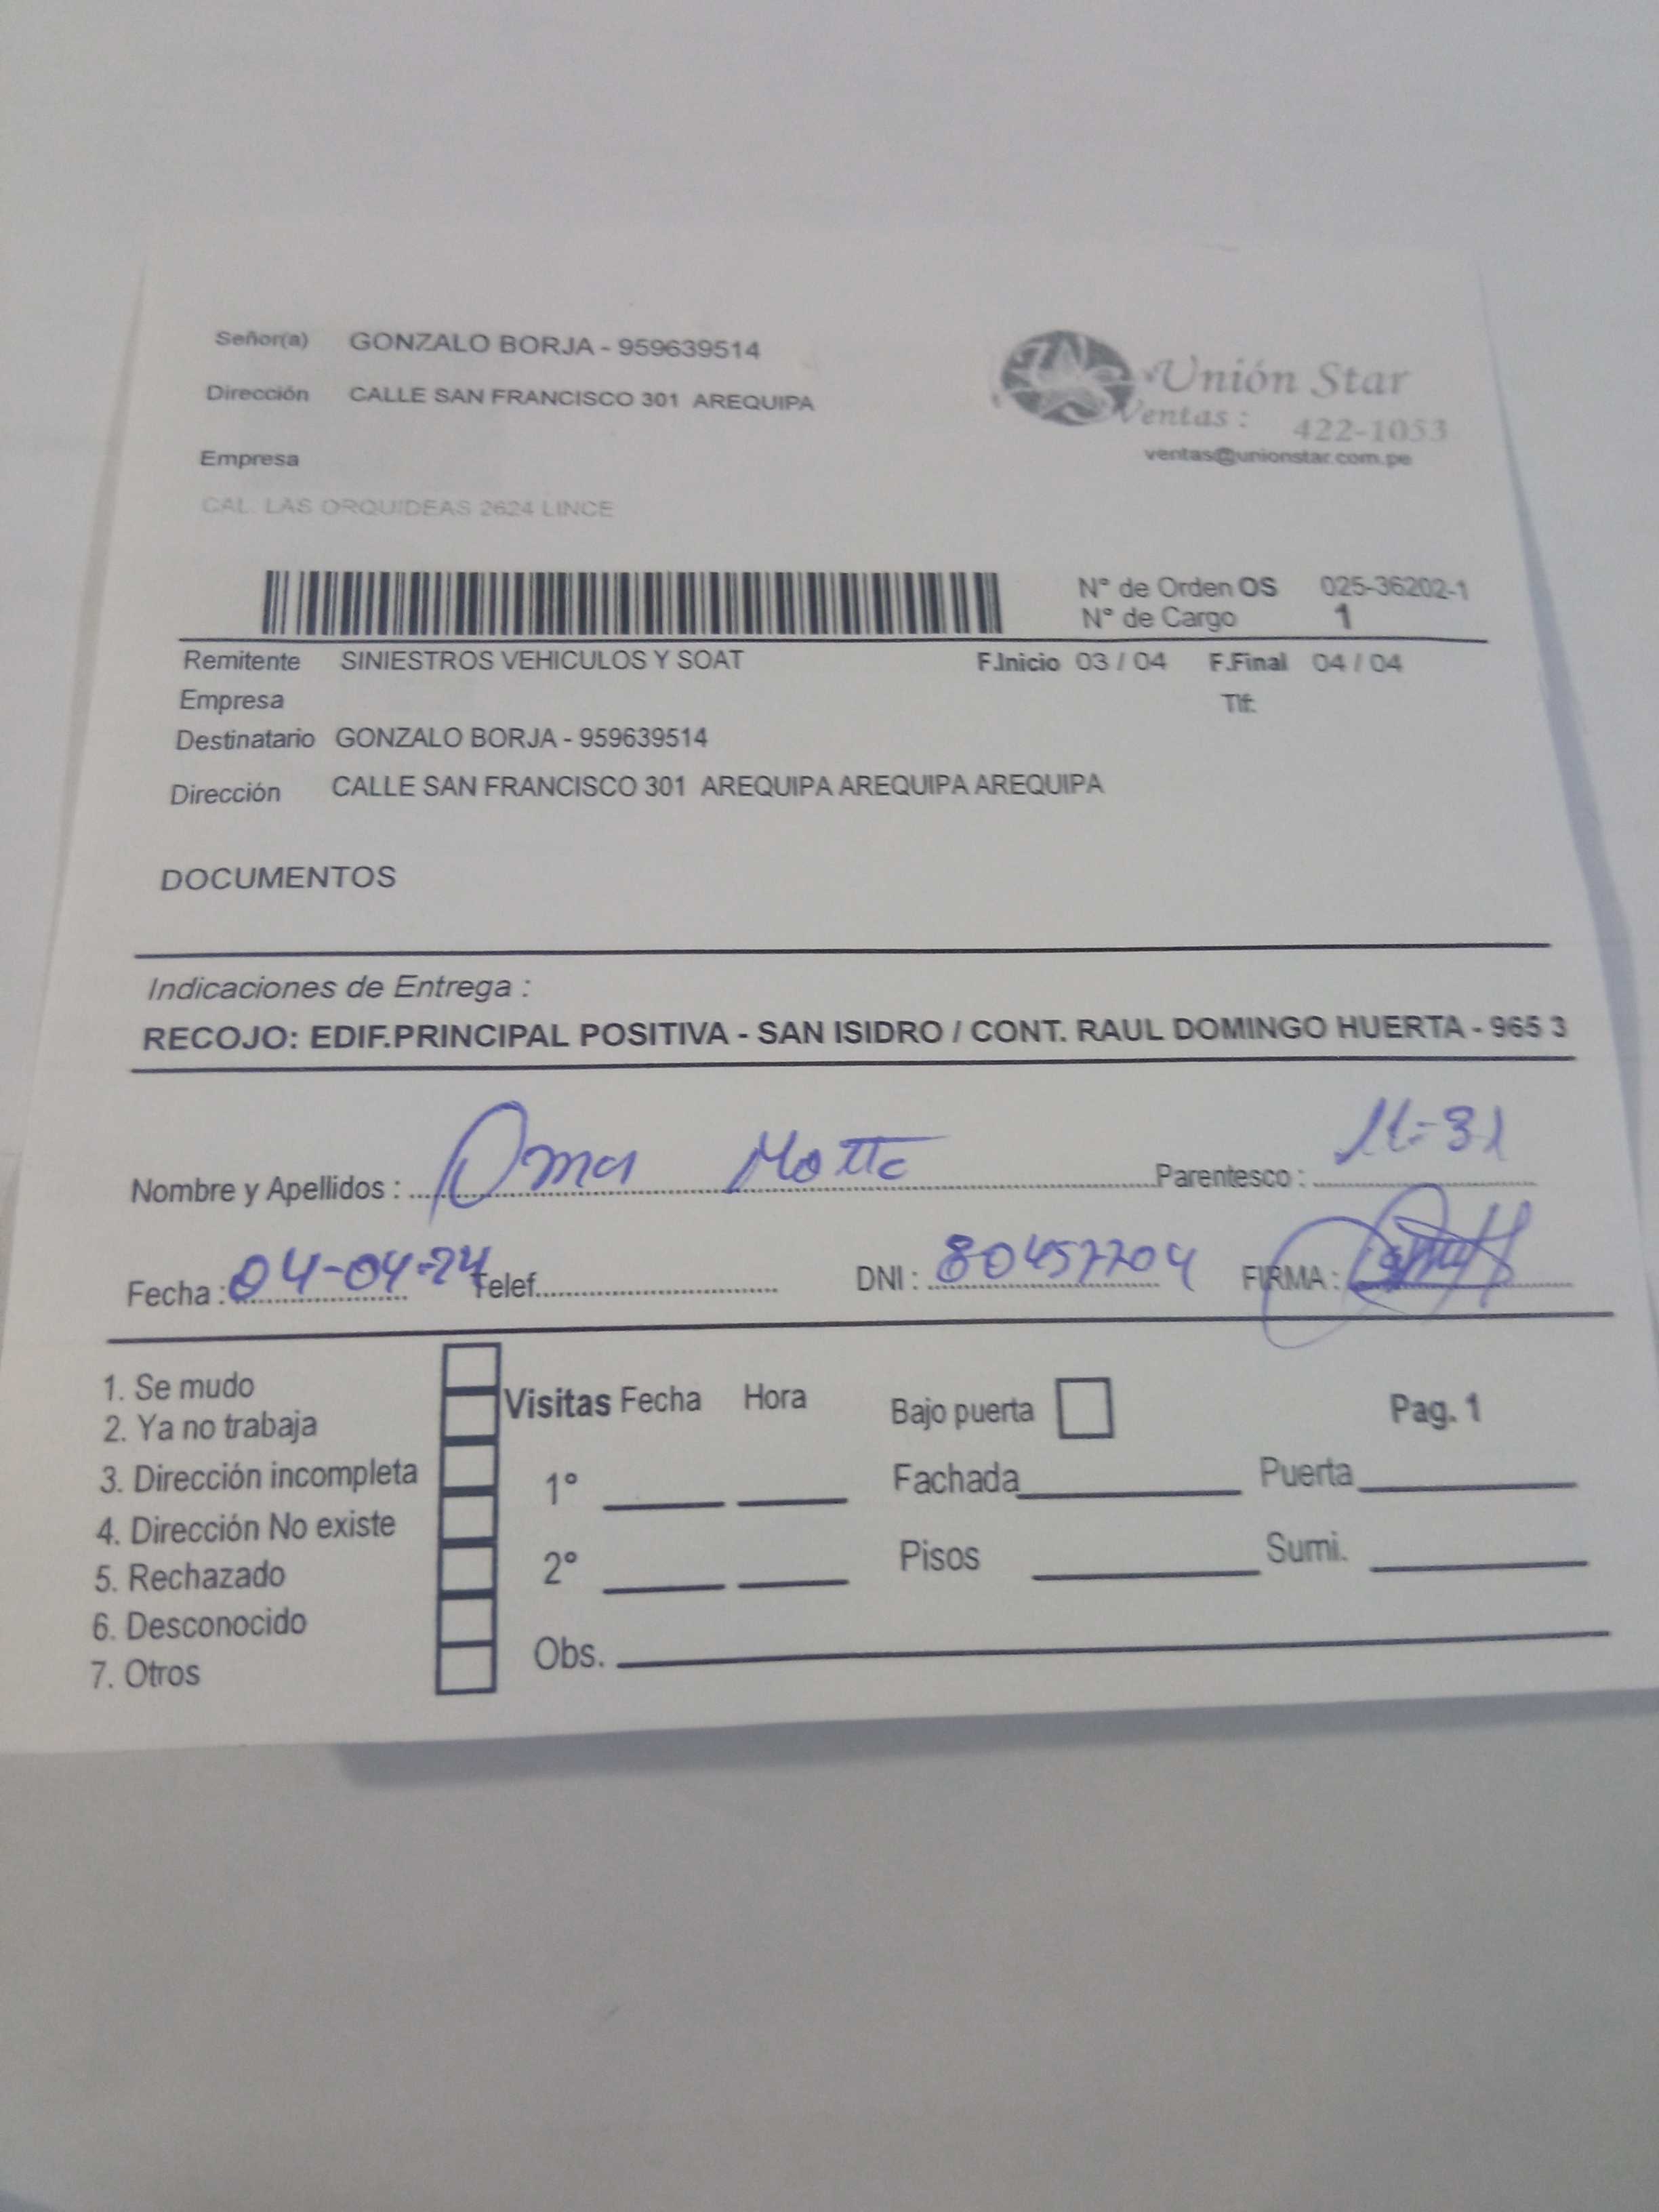 Señor(a) GONZALO BORJA - 959639514
Dirección CALLE SAN FRANCISCO 301 AREQUIPA
Unión Star
Ventas : 422-1053
ventas@unionstar.com.pe
Empresa
CAL. LAS ORQUIDEAS 2624 LINCE
N° de Orden OS 025-36202-1
N° de Cargo 1
Remitente SINIESTROS VEHICULOS Y SOAT F.Inicio 03 / 04 F.Final 04 / 04
Empresa Tlf:
Destinatario GONZALO BORJA - 959639514
Dirección CALLE SAN FRANCISCO 301 AREQUIPA AREQUIPA AREQUIPA
DOCUMENTOS
Indicaciones de Entrega :
RECOJO: EDIF.PRINCIPAL POSITIVA - SAN ISIDRO / CONT. RAUL DOMINGO HUERTA - 965 3
Nombre y Apellidos : Omar Motta Parentesco : 11:31
Fecha : 04-04-24 Telef. DNI : 80457704 FIRMA :
1. Se mudo
2. Ya no trabaja
3. Dirección incompleta
4. Dirección No existe
5. Rechazado
6. Desconocido
7. Otros
Visitas Fecha Hora
1°
2°
Obs.
Bajo puerta Pag. 1
Fachada Puerta
Pisos Sumi.